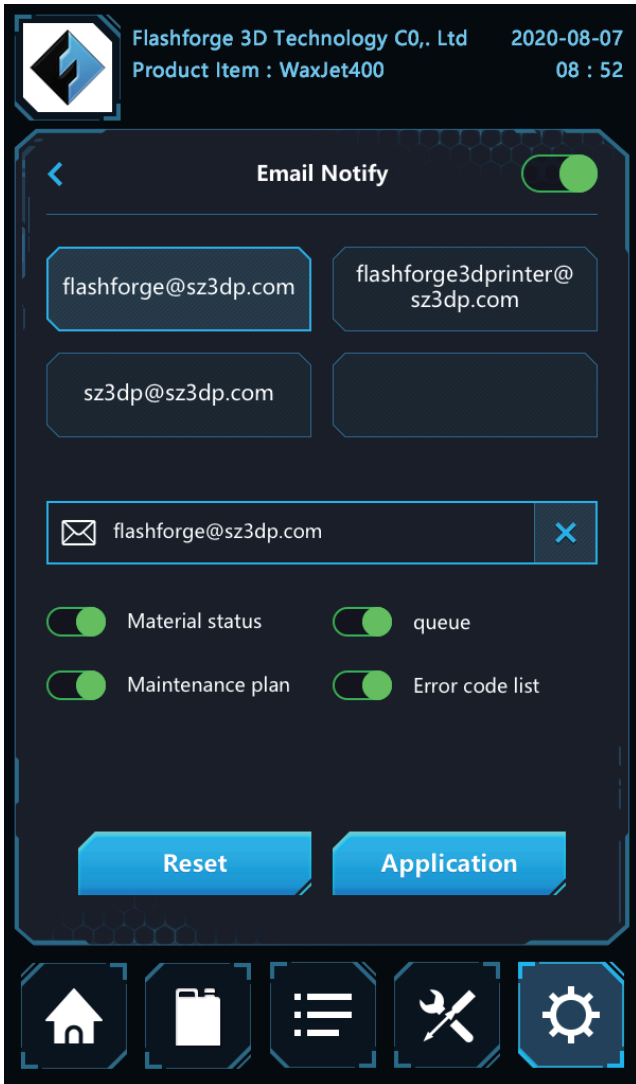 Flashforge 3D Technology C0,. Ltd 2020-08-07
Product Item : WaxJet400 08 : 52
Email Notify
flashforge@sz3dp.com
flashforge3dprinter@
sz3dp.com
sz3dp@sz3dp.com
flashforge@sz3dp.com
Material status queue
Maintenance plan Error code list
Reset Application